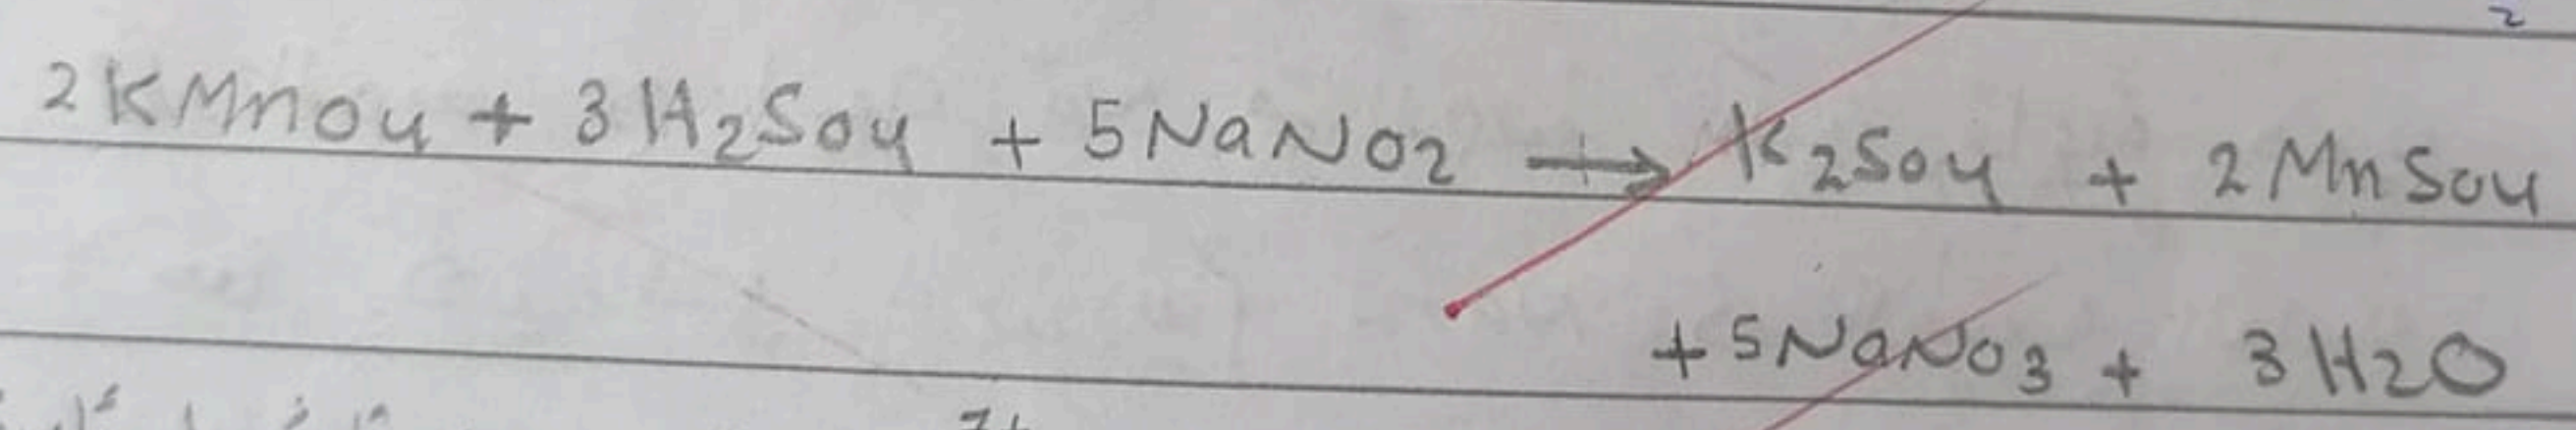 2KMnO4 + 3H2SO4 + 5NaNO2 → K2SO4 + 2MnSO4
+ 5NaNO3 + 3H2O